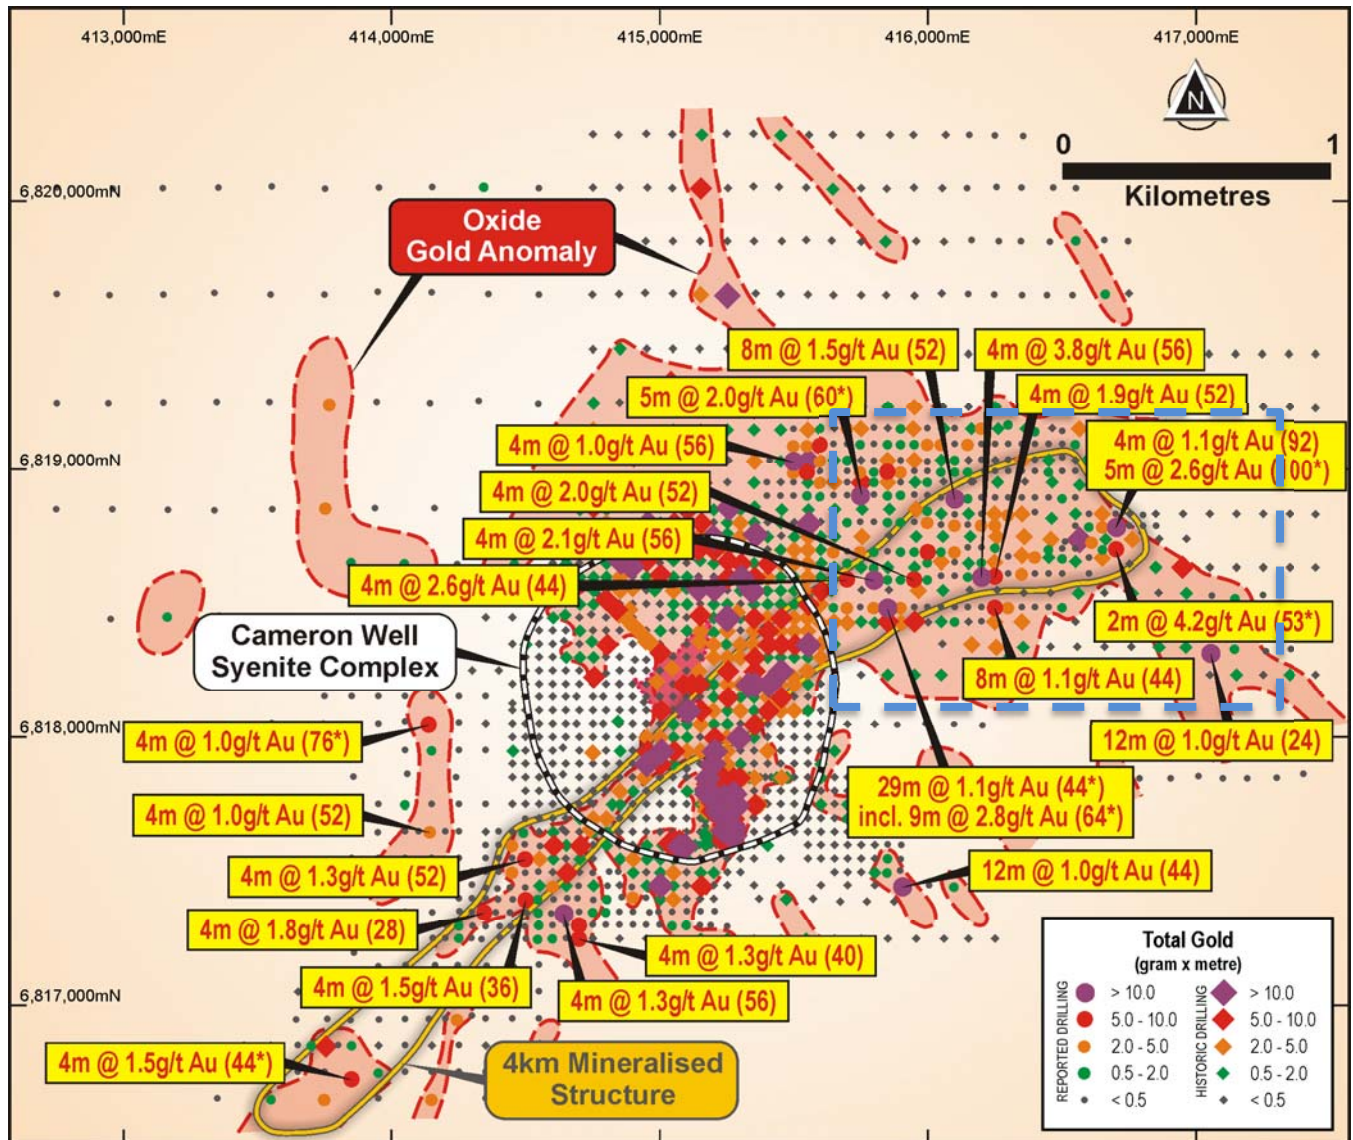 413,000mE
414,000mE
415,000mE
416,000mE
417,000mE
N
0
1
Kilometres
6,820,000mN
Oxide
Gold Anomaly
8m @ 1.5g/t Au (52)
4m @ 3.8g/t Au (56)
5m @ 2.0g/t Au (60*)
4m @ 1.9g/t Au (52)
4m @ 1.0g/t Au (56)
4m @ 1.1g/t Au (92)
5m @ 2.6g/t Au (100*)
6,819,000mN
4m @ 2.0g/t Au (52)
4m @ 2.1g/t Au (56)
4m @ 2.6g/t Au (44)
Cameron Well
Syenite Complex
2m @ 4.2g/t Au (53*)
8m @ 1.1g/t Au (44)
6,818,000mN
4m @ 1.0g/t Au (76*)
12m @ 1.0g/t Au (24)
29m @ 1.1g/t Au (44*)
incl. 9m @ 2.8g/t Au (64*)
4m @ 1.0g/t Au (52)
4m @ 1.3g/t Au (52)
12m @ 1.0g/t Au (44)
4m @ 1.8g/t Au (28)
4m @ 1.3g/t Au (40)
4m @ 1.5g/t Au (36)
4m @ 1.3g/t Au (56)
6,817,000mN
4m @ 1.5g/t Au (44*)
4km Mineralised
Structure
Total Gold
(gram x metre)
REPORTED DRILLING
> 10.0
5.0 - 10.0
2.0 - 5.0
0.5 - 2.0
< 0.5
HISTORIC DRILLING
> 10.0
5.0 - 10.0
2.0 - 5.0
0.5 - 2.0
< 0.5